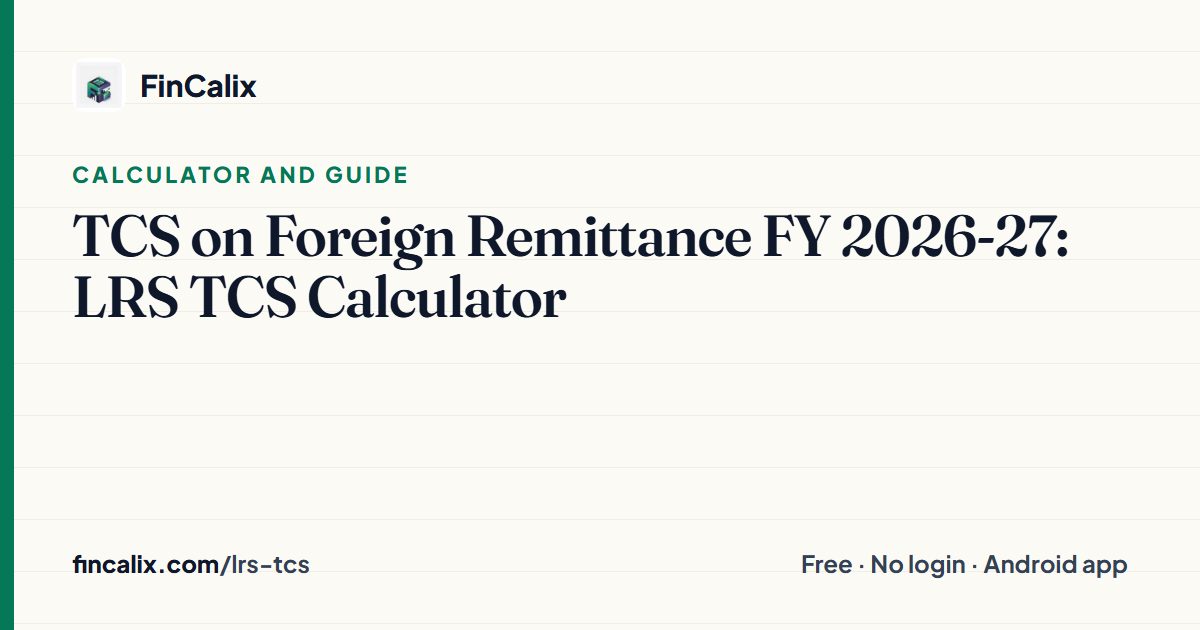 FinCalix
CALCULATOR AND GUIDE
TCS on Foreign Remittance FY 2026-27:
LRS TCS Calculator
fincalix.com/lrs-tcs
Free · No login · Android app